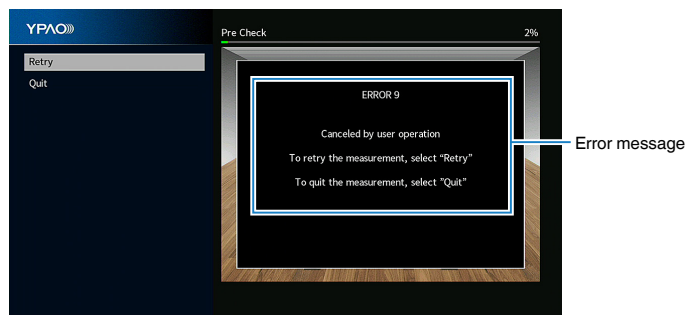 YPAO
Pre Check 2%
Retry
Quit
ERROR 9
Canceled by user operation
To retry the measurement, select “Retry”
To quit the measurement, select ”Quit”
Error message